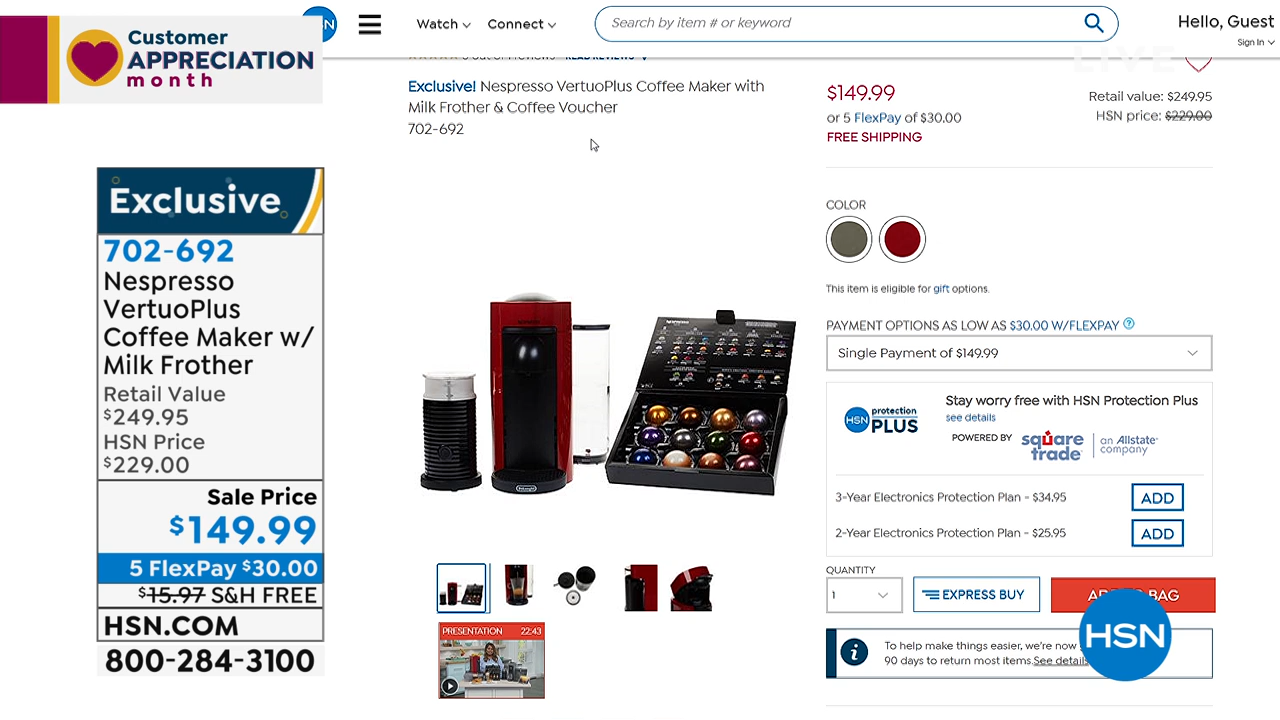 Customer
APPRECIATION
month
Exclusive
702-692
Nespresso
VertuoPlus
Coffee Maker w/
Milk Frother
Retail Value
$249.95
HSN Price
$229.00
Sale Price
$149.99
5 FlexPay $30.00
$15.97 S&H FREE
HSN.COM
800-284-3100
Watch
Connect
Search by item # or keyword
Hello, Guest
Sign In
LIVE
READ REVIEWS
Exclusive! Nespresso VertuoPlus Coffee Maker with
Milk Frother & Coffee Voucher
702-692
$149.99
or 5 FlexPay of $30.00
FREE SHIPPING
Retail value: $249.95
HSN price: $229.00
COLOR
This item is eligible for gift options.
PAYMENT OPTIONS AS LOW AS $30.00 W/FLEXPAY ?
Single Payment of $149.99
HSN protection PLUS
Stay worry free with HSN Protection Plus
see details
POWERED BY square trade | an Allstate company
3-Year Electronics Protection Plan - $34.95 ADD
2-Year Electronics Protection Plan - $25.95 ADD
QUANTITY
1
EXPRESS BUY
BAG
PRESENTATION 22:43
To help make things easier, we're now
90 days to return most items. See
HSN